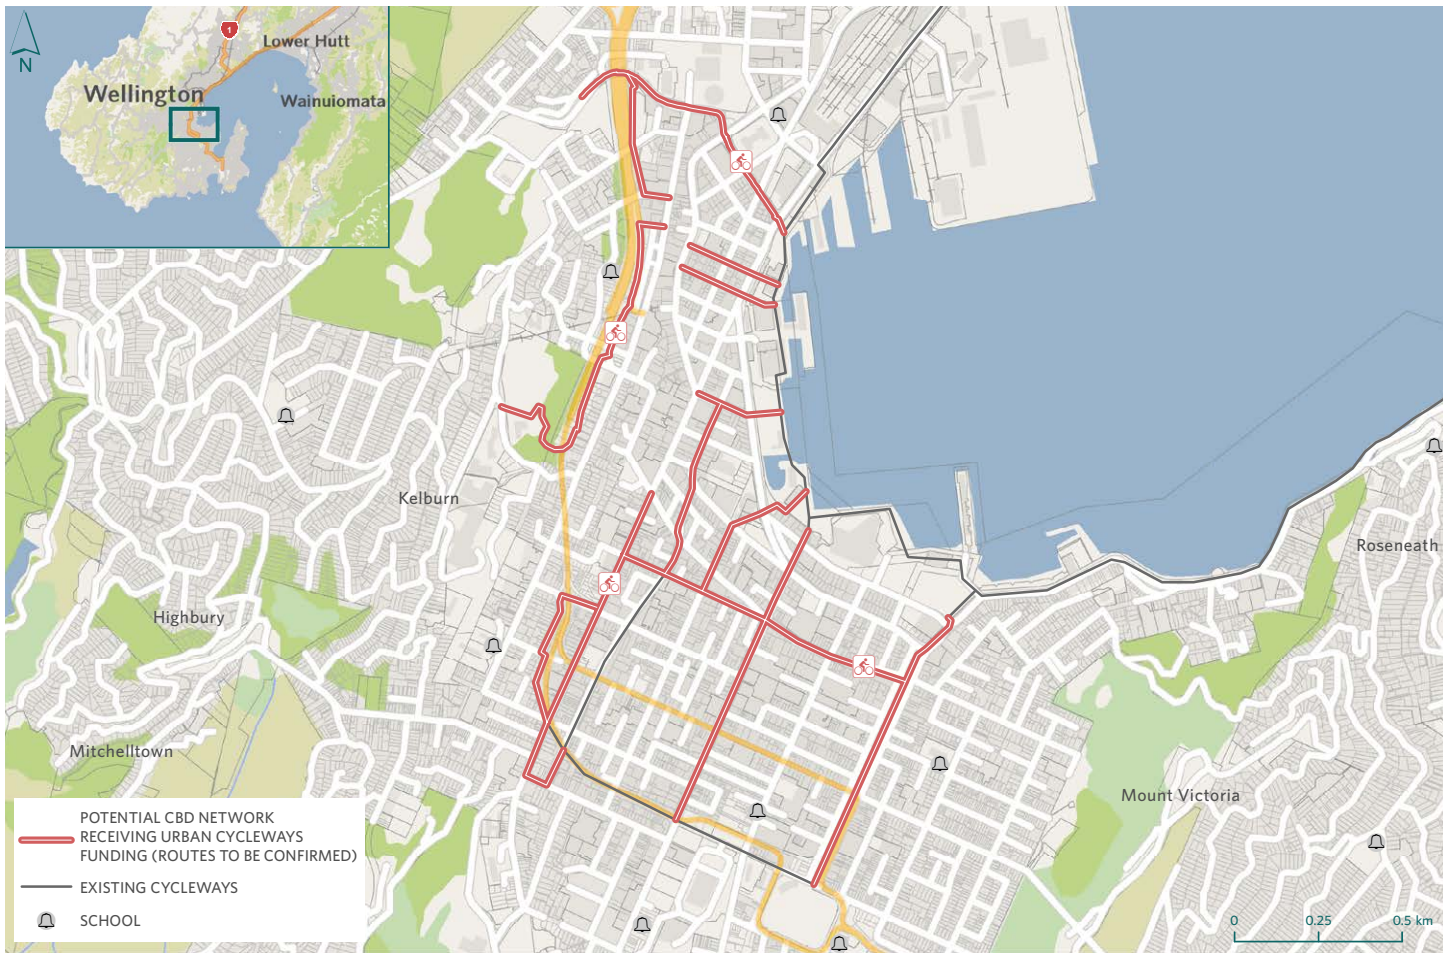 1
Lower Hutt
N
Wellington
Wainuiomata
Kelburn
Roseneath
Highbury
Mitchelltown
Mount Victoria
POTENTIAL CBD NETWORK
RECEIVING URBAN CYCLEWAYS
FUNDING (ROUTES TO BE CONFIRMED)
EXISTING CYCLEWAYS
SCHOOL
0 0.25 0.5 km